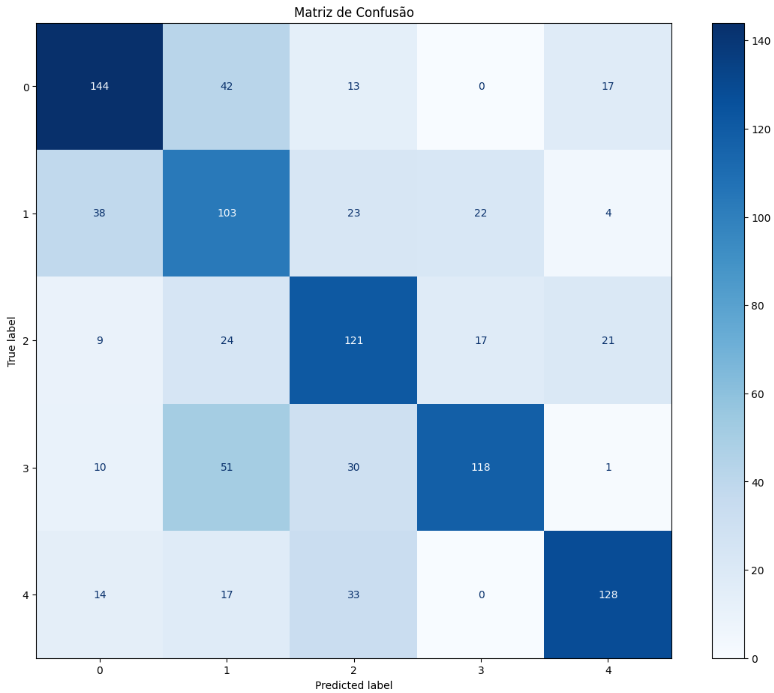 Matriz de Confusão
0 144 42 13 0 17
1 38 103 23 22 4
2 9 24 121 17 21
3 10 51 30 118 1
4 14 17 33 0 128
0 1 2 3 4
Predicted label
True label
140
120
100
80
60
40
20
0